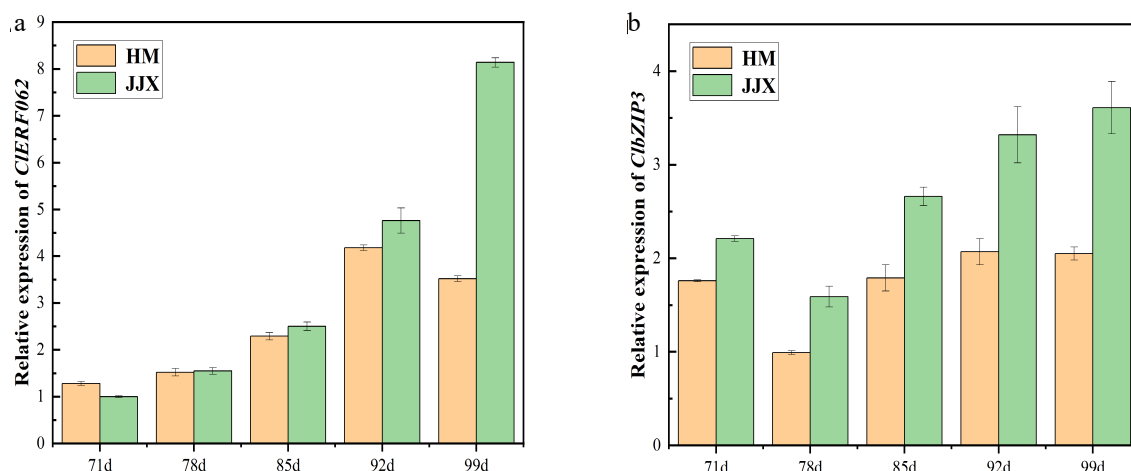 a
Relative expression of ClERF062
9
8
7
6
5
4
3
2
1
0
HM
JJX
71d 78d 85d 92d 99d
b
Relative expression of ClbZIP3
4
3
2
1
0
HM
JJX
71d 78d 85d 92d 99d